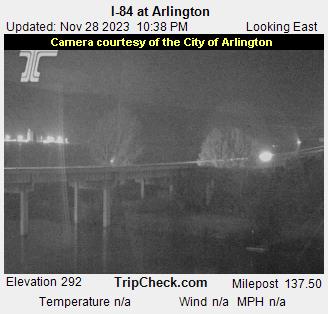 I-84 at Arlington
Updated: Nov 28 2023 10:38 PM Looking East
Camera courtesy of the City of Arlington
Elevation 292 TripCheck.com Milepost 137.50
Temperature n/a Wind n/a MPH n/a